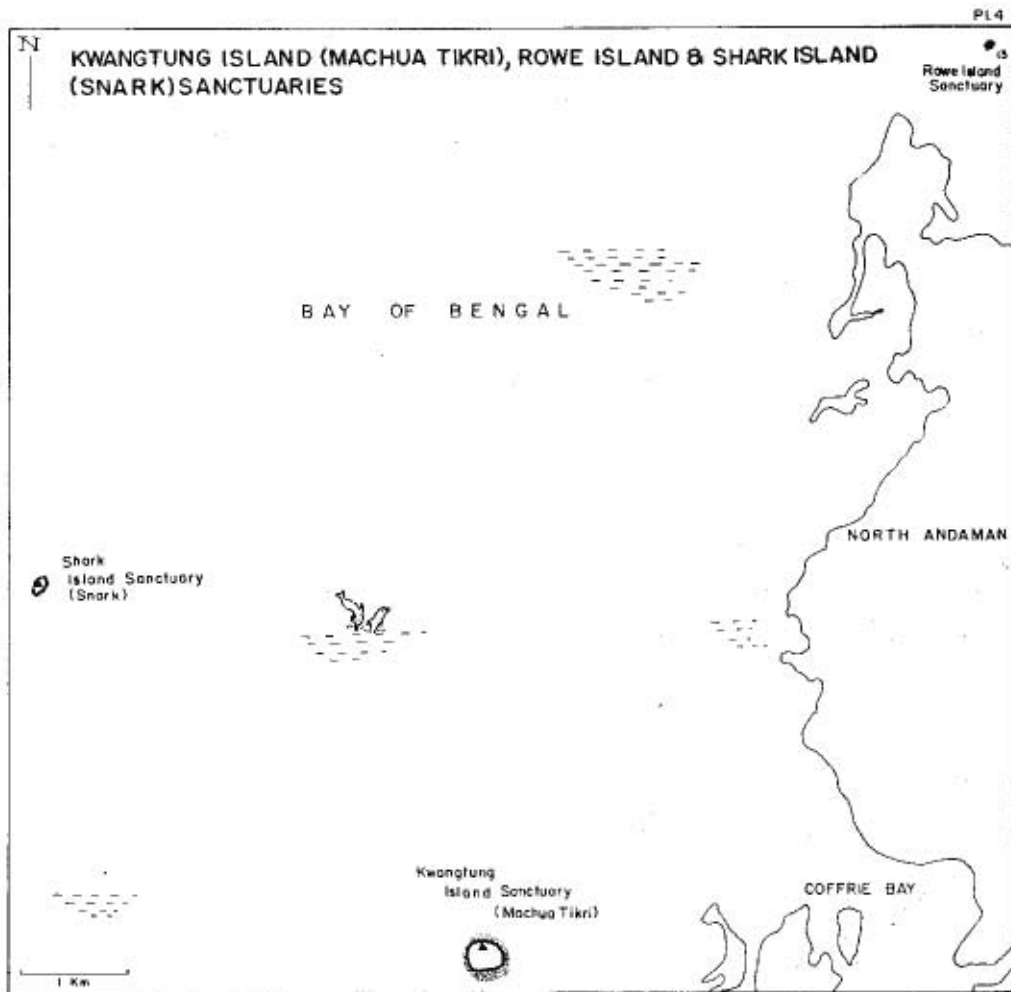 PL4
N
KWANGTUNG ISLAND (MACHUA TIKRI), ROWE ISLAND & SHARK ISLAND
(SNARK) SANCTUARIES
Rowe Island
Sanctuary
BAY OF BENGAL
NORTH ANDAMAN
Shark
Island Sanctuary
(Snark)
Kwangtung
Island Sanctuary
(Machua Tikri)
COFFRIE BAY
1 Km